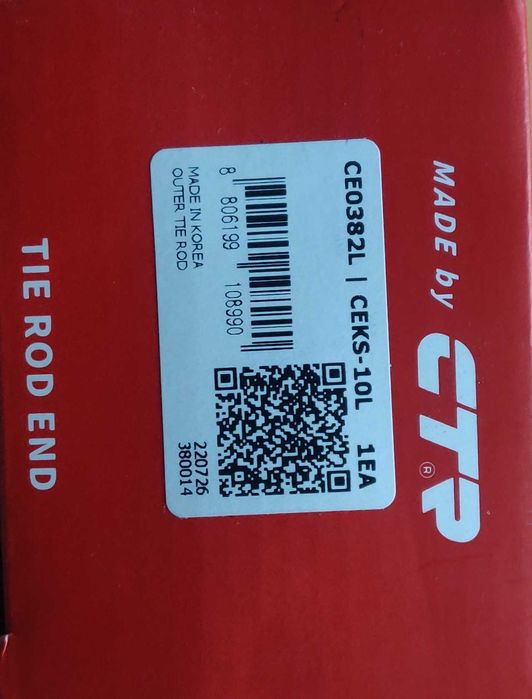 MADE by CTR®
CE0382L | CEKS-10L 1EA
8 806199 108990
MADE IN KOREA
OUTER TIE ROD
220726
380014
TIE ROD END